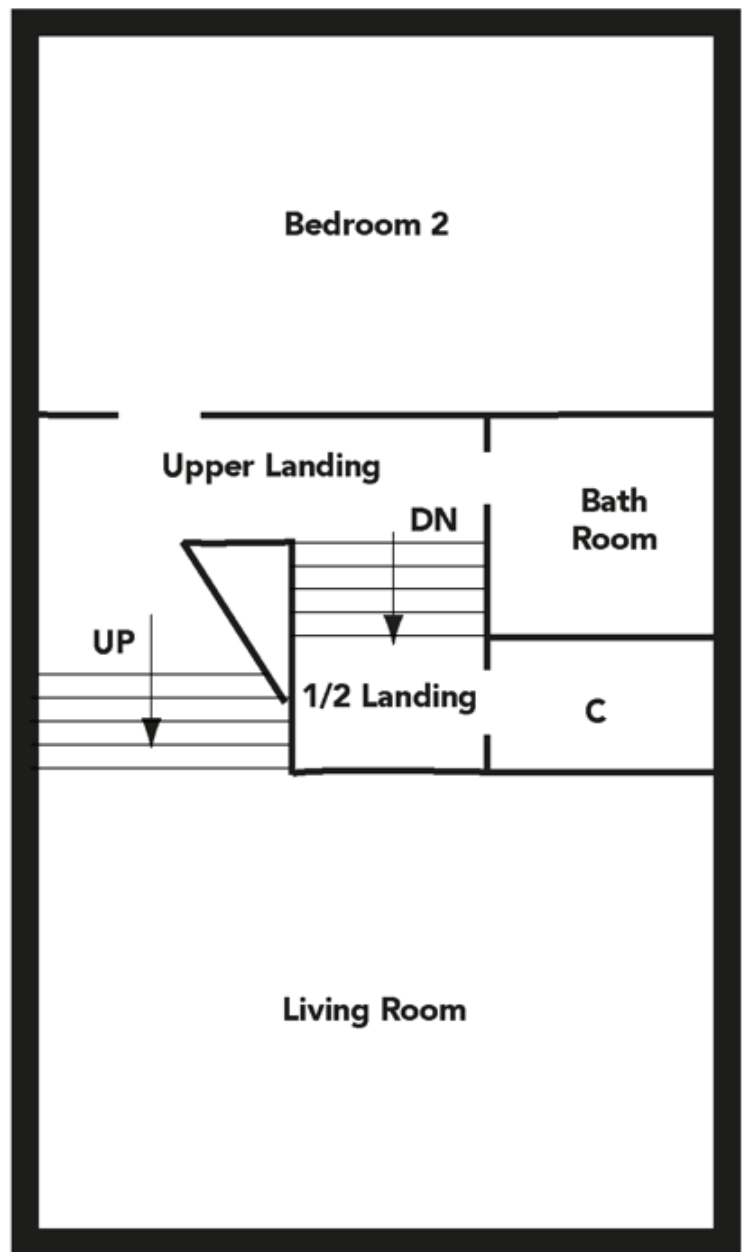 Bedroom 2
Upper Landing
Bath
Room
DN
UP
1/2 Landing
C
Living Room